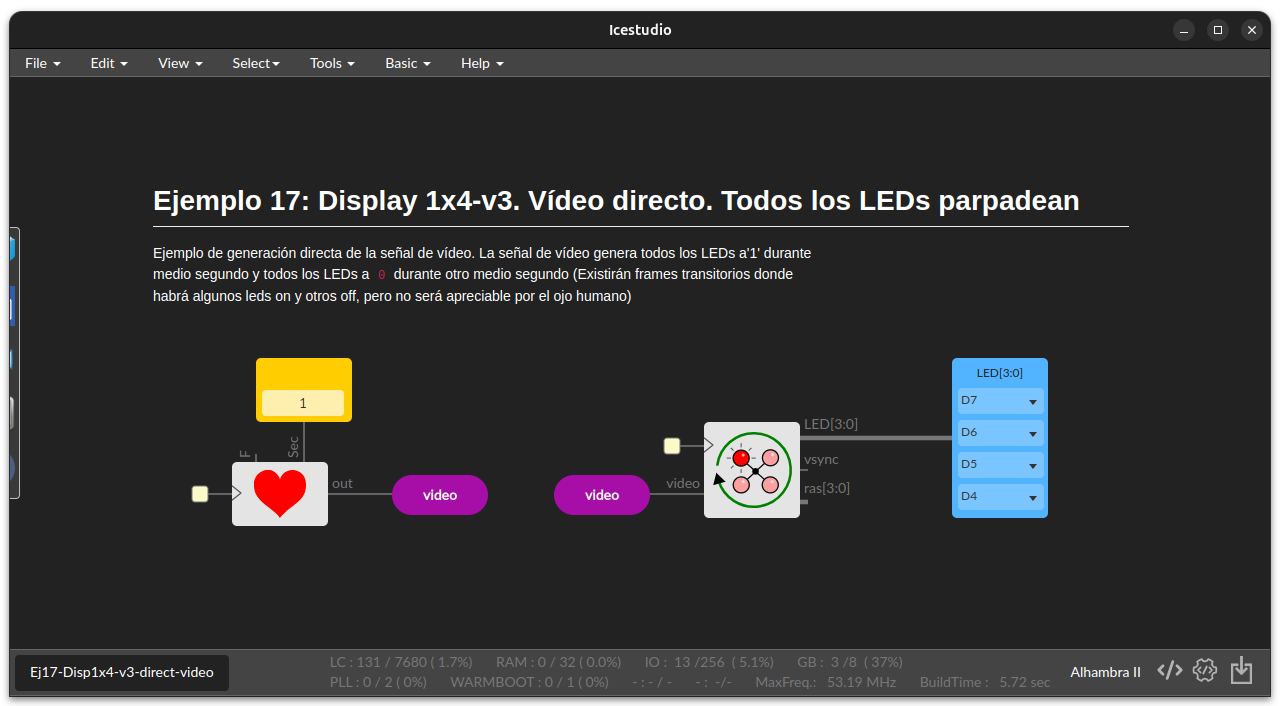 Icestudio
File Edit View Select Tools Basic Help
Ejemplo 17: Display 1x4-v3. Vídeo directo. Todos los LEDs parpadean
Ejemplo de generación directa de la señal de vídeo. La señal de vídeo genera todos los LEDs a'1' durante
medio segundo y todos los LEDs a 0 durante otro medio segundo (Existirán frames transitorios donde
habrá algunos leds on y otros off, pero no será apreciable por el ojo humano)
1
F
Sec
out
video
video
video
LED[3:0]
vsync
ras[3:0]
LED[3:0]
D7
D6
D5
D4
Ej17-Disp1x4-v3-direct-video
LC : 131 / 7680 ( 1.7%) RAM : 0 / 32 ( 0.0%) IO : 13 /256 ( 5.1%) GB : 3 /8 ( 37%)
PLL : 0 / 2 ( 0%) WARMBOOT : 0 / 1 ( 0%) - : - / - - : -/- MaxFreq.: 53.19 MHz BuildTime : 5.72 sec
Alhambra II